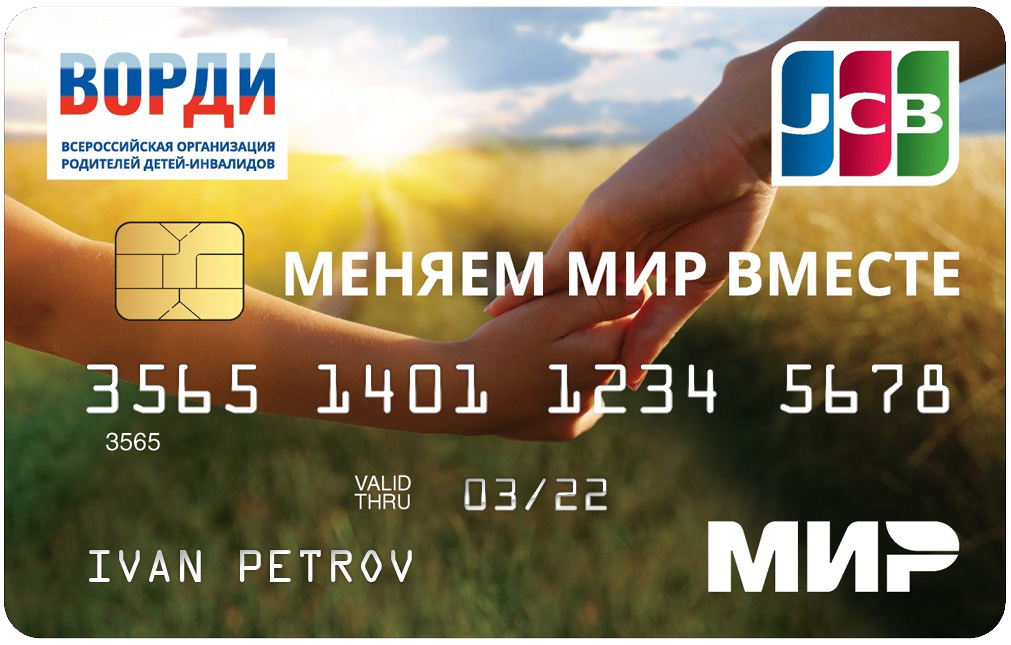 ВОРДИ
ВСЕРОССИЙСКАЯ ОРГАНИЗАЦИЯ
РОДИТЕЛЕЙ ДЕТЕЙ-ИНВАЛИДОВ
JCB
МЕНЯЕМ МИР ВМЕСТЕ
3565 1401 1234 5678
3565
VALID
THRU 03/22
IVAN PETROV
МИР